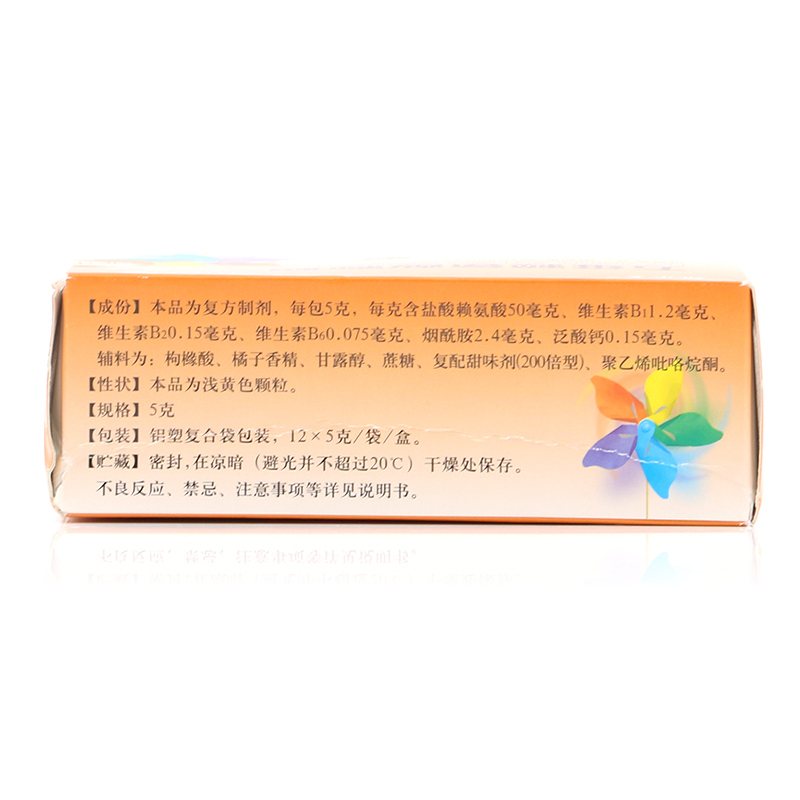 【成份】本品为复方制剂，每包5克，每克含盐酸赖氨酸50毫克、维生素B11.2毫克、
维生素B20.15毫克、维生素B60.075毫克、烟酰胺2.4毫克、泛酸钙0.15毫克。
辅料为：枸橼酸、橘子香精、甘露醇、蔗糖、复配甜味剂(200倍型)、聚乙烯吡咯烷酮。
【性状】本品为浅黄色颗粒。
【规格】5克
【包装】铝塑复合袋包装，12×5克/袋/盒。
【贮藏】密封，在凉暗（避光并不超过20℃）干燥处保存。
不良反应、禁忌、注意事项等详见说明书。